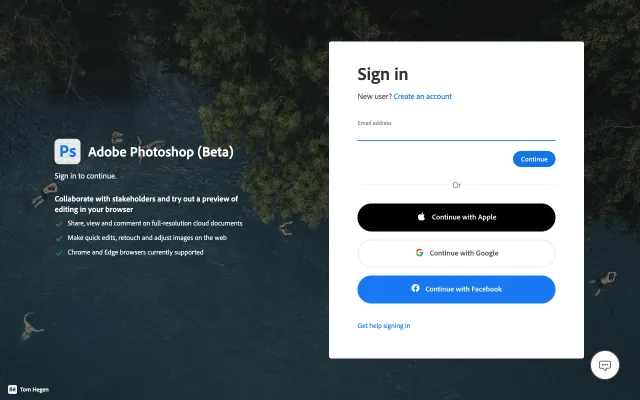 Ps Adobe Photoshop (Beta)
Sign in to continue.
Collaborate with stakeholders and try out a preview of
editing in your browser
Share, view and comment on full-resolution cloud documents
Make quick edits, retouch and adjust images on the web
Chrome and Edge browsers currently supported
Sign in
New user? Create an account
Email address
Continue
Or
Continue with Apple
Continue with Google
Continue with Facebook
Get help signing in
Bē Tom Hegen